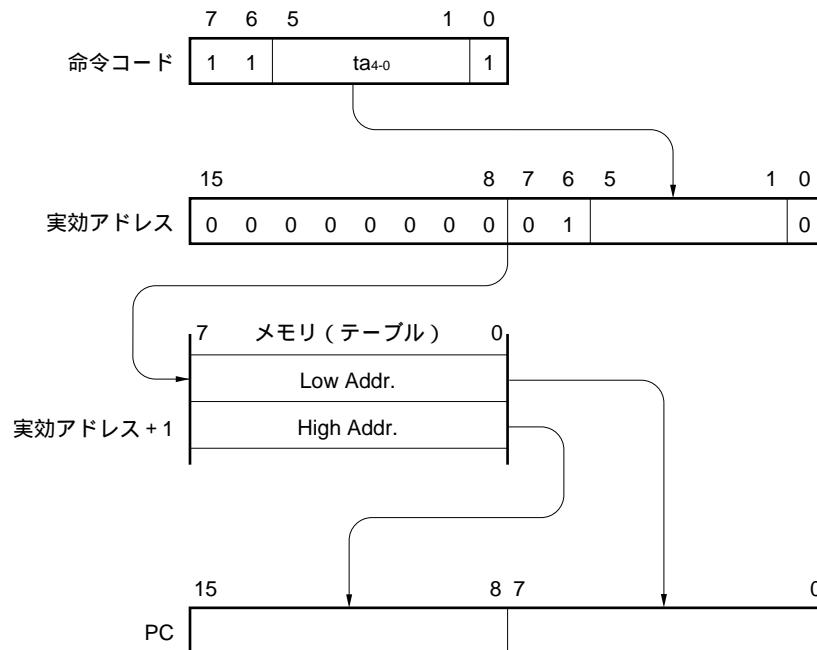 7 6 5 1 0
命令コード 1 1 ta4-0 1
15 8 7 6 5 1 0
実効アドレス 0 0 0 0 0 0 0 0 0 1 0
7 メモリ（テーブル） 0
Low Addr.
実効アドレス＋1 High Addr.
15 8 7 0
PC